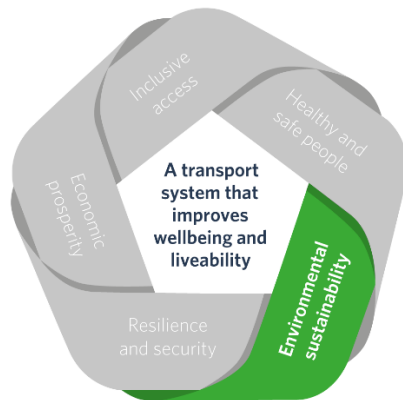 Inclusive
access
Healthy and
safe people
Economic
prosperity
A transport
system that
improves
wellbeing and
liveability
Environmental
sustainability
Resilience
and security